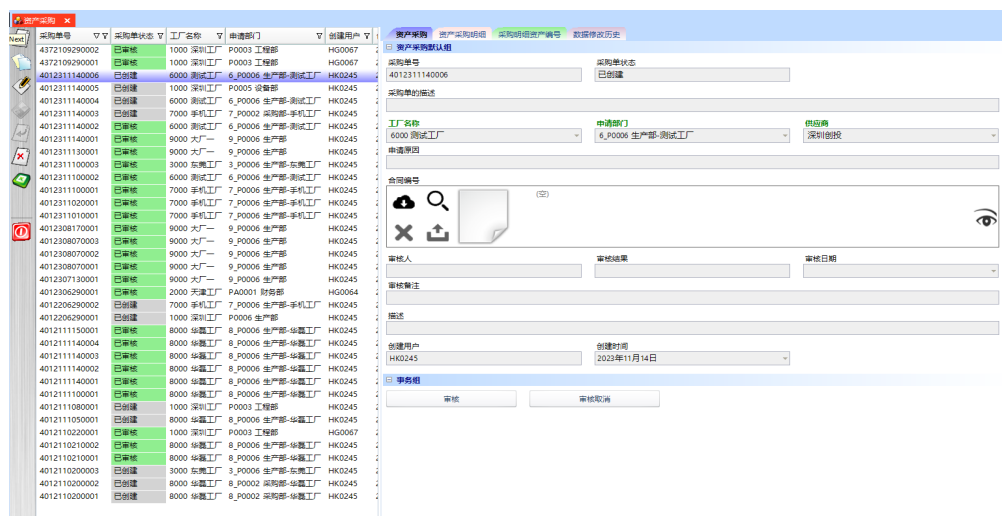 资产采购
Next
采购单号 采购单状态 工厂名称 申请部门 创建用户
4372109290002 已审核 1000 深圳工厂 P0003 工程部 HG0067
4372109290001 已审核 1000 深圳工厂 P0003 工程部 HG0067
4012311140006 已创建 6000 测试工厂 6_P0006 生产部-测试工厂 HK0245
4012311140005 已创建 1000 深圳工厂 P0005 设备部 HK0245
4012311140004 已创建 6000 测试工厂 6_P0006 生产部-测试工厂 HK0245
4012311140003 已创建 7000 手机工厂 7_P0002 采购部-手机工厂 HK0245
4012311140002 已审核 6000 测试工厂 6_P0006 生产部-测试工厂 HK0245
4012311140001 已审核 9000 大厂一 9_P0006 生产部 HK0245
4012311130001 已审核 9000 大厂一 9_P0006 生产部 HK0245
4012311100003 已审核 3000 东莞工厂 3_P0006 生产部-东莞工厂 HK0245
4012311100002 已审核 6000 测试工厂 6_P0006 生产部-测试工厂 HK0245
4012311100001 已审核 7000 手机工厂 7_P0006 生产部-手机工厂 HK0245
4012311020001 已审核 7000 手机工厂 7_P0006 生产部-手机工厂 HK0245
4012311010001 已审核 7000 手机工厂 7_P0006 生产部-手机工厂 HK0245
4012308170001 已审核 9000 大厂一 9_P0006 生产部 HK0245
4012308070003 已审核 9000 大厂一 9_P0006 生产部 HK0245
4012308070002 已审核 9000 大厂一 9_P0006 生产部 HK0245
4012308070001 已审核 9000 大厂一 9_P0006 生产部 HK0245
4012307130001 已审核 9000 大厂一 9_P0006 生产部 HK0245
4012306290001 已审核 2000 天津工厂 PA0001 财务部 HG0064
4012206290002 已创建 7000 手机工厂 7_P0006 生产部-手机工厂 HK0245
4012206290001 已创建 1000 深圳工厂 P0006 生产部 HK0245
4012111150001 已审核 8000 华磊工厂 8_P0006 生产部-华磊工厂 HK0245
4012111140004 已审核 8000 华磊工厂 8_P0006 生产部-华磊工厂 HK0245
4012111140003 已审核 8000 华磊工厂 8_P0006 生产部-华磊工厂 HK0245
4012111140002 已审核 8000 华磊工厂 8_P0006 生产部-华磊工厂 HK0245
4012111140001 已审核 8000 华磊工厂 8_P0006 生产部-华磊工厂 HK0245
4012111100001 已审核 8000 华磊工厂 8_P0006 生产部-华磊工厂 HK0245
4012111080001 已创建 1000 深圳工厂 P0003 工程部 HG0067
4012111050001 已创建 8000 华磊工厂 8_P0006 生产部-华磊工厂 HK0245
4012110220001 已审核 1000 深圳工厂 P0003 工程部 HG0067
4012110210002 已审核 8000 华磊工厂 8_P0006 生产部-华磊工厂 HK0245
4012110210001 已审核 8000 华磊工厂 8_P0006 生产部-华磊工厂 HK0245
4012110200003 已创建 3000 东莞工厂 3_P0006 生产部-东莞工厂 HK0245
4012110200002 已创建 8000 华磊工厂 8_P0002 采购部-华磊工厂 HK0245
4012110200001 已创建 8000 华磊工厂 8_P0002 采购部-华磊工厂 HK0245
资产采购 资产采购明细 采购明细资产编号 数据修改历史
资产采购默认组
采购单号 采购单状态
4012311140006 已创建
采购单的描述
工厂名称 申请部门 供应商
6000 测试工厂 6_P0006 生产部-测试工厂 深圳创投
申请原因
合同编号
(空)
审核人 审核结果 审核日期
审核备注
描述
创建用户 创建时间
HK0245 2023年11月14日
事务组
审核 审核取消